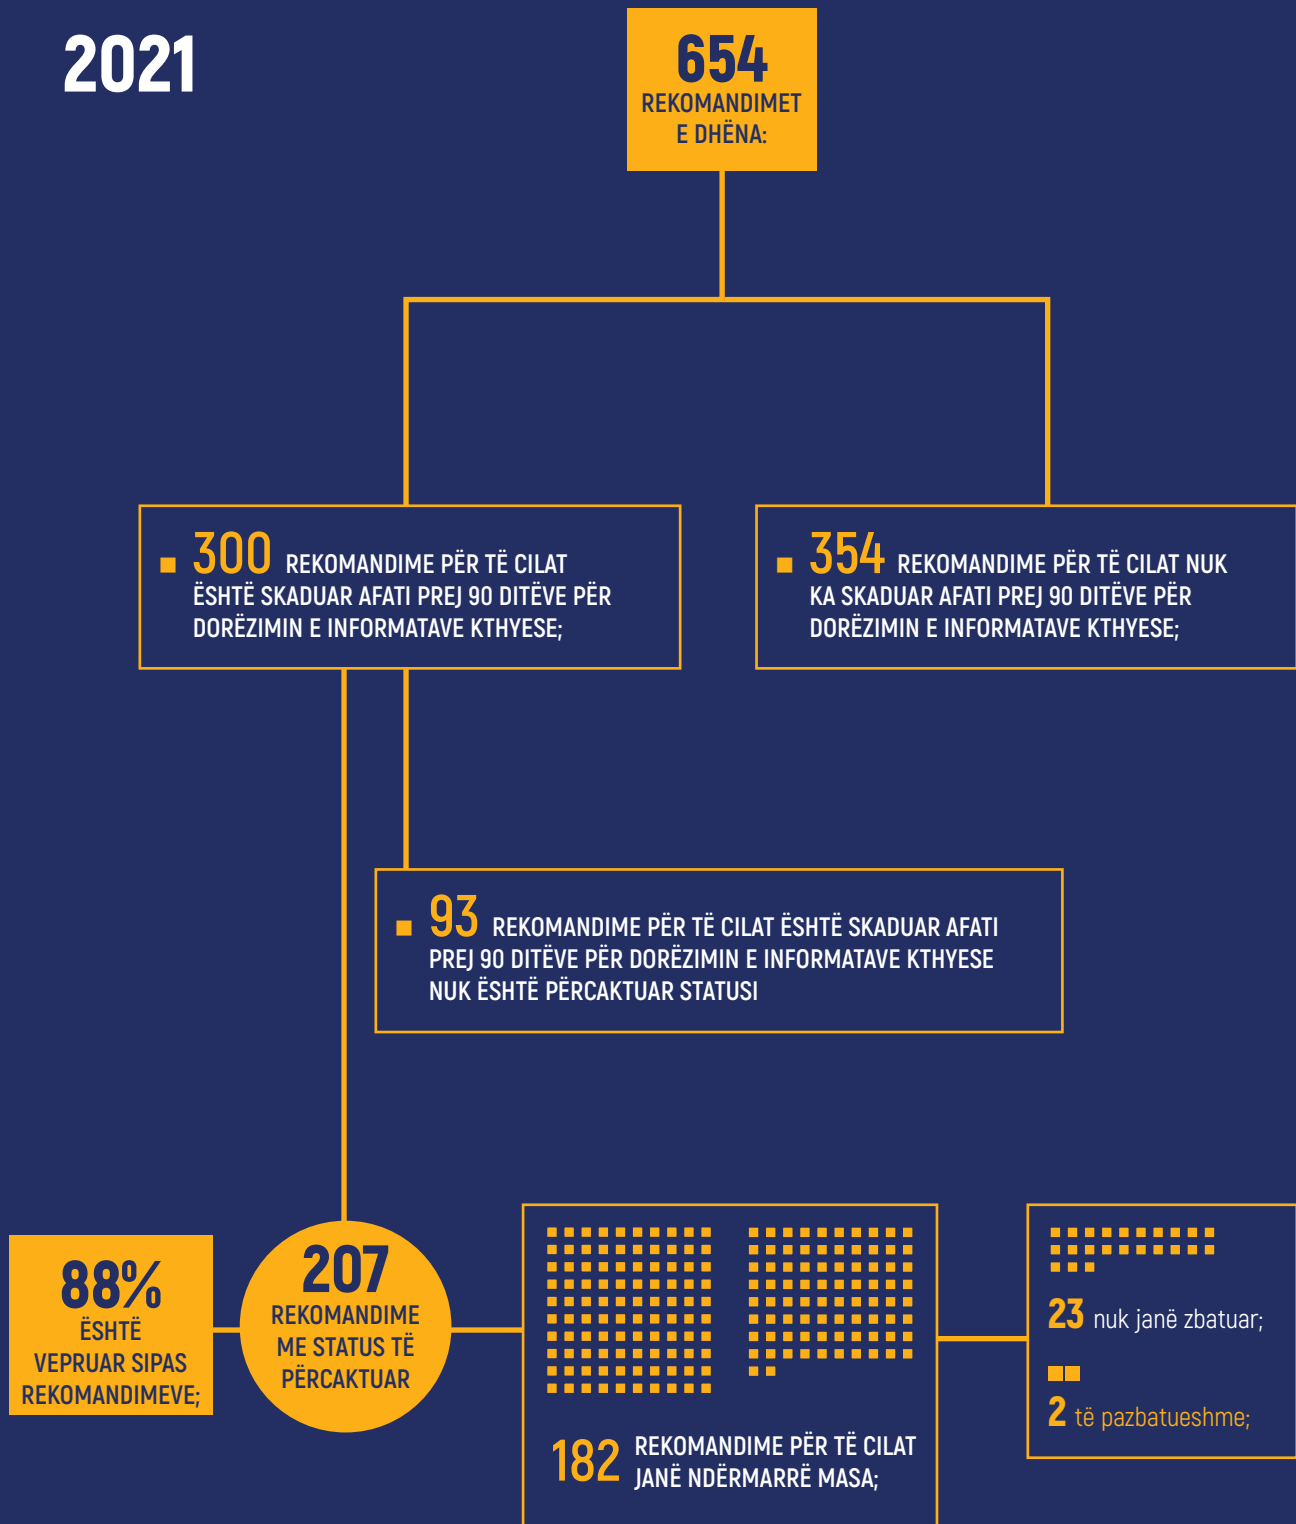 2021
654
REKOMANDIMET
E DHËNA:
300 REKOMANDIME PËR TË CILAT
ËSHTË SKADUAR AFATI PREJ 90 DITËVE PËR
DORËZIMIN E INFORMATAVE KTHYESE;
354 REKOMANDIME PËR TË CILAT NUK
KA SKADUAR AFATI PREJ 90 DITËVE PËR
DORËZIMIN E INFORMATAVE KTHYESE;
93 REKOMANDIME PËR TË CILAT ËSHTË SKADUAR AFATI
PREJ 90 DITËVE PËR DORËZIMIN E INFORMATAVE KTHYESE
NUK ËSHTË PËRCAKTUAR STATUSI
88%
ËSHTË
VEPRUAR SIPAS
REKOMANDIMEVE;
207
REKOMANDIME
ME STATUS TË
PËRCAKTUAR
182 REKOMANDIME PËR TË CILAT
JANË NDËRMARRË MASA;
23 nuk janë zbatuar;
2 të pazbatueshme;